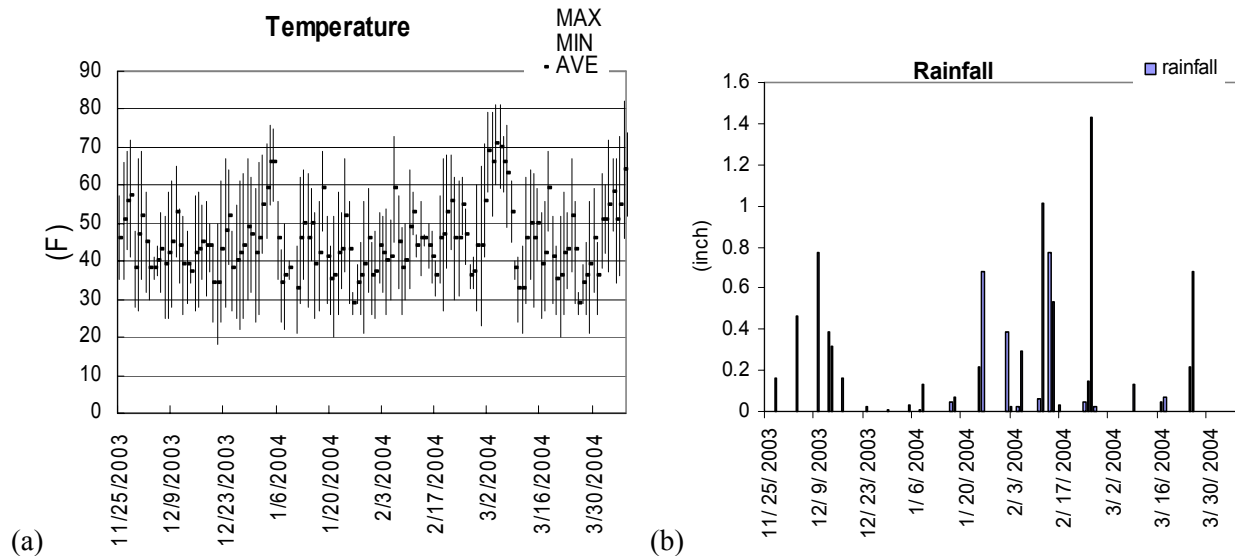 Temperature
MAX
MIN
AVE
(F)
90
80
70
60
50
40
30
20
10
0
11/25/2003
12/9/2003
12/23/2003
1/6/2004
1/20/2004
2/3/2004
2/17/2004
3/2/2004
3/16/2004
3/30/2004
(a)
Rainfall
rainfall
(inch)
1.6
1.4
1.2
1
0.8
0.6
0.4
0.2
0
11/ 25/ 2003
12/ 9/ 2003
12/ 23/ 2003
1/ 6/ 2004
1/ 20/ 2004
2/ 3/ 2004
2/ 17/ 2004
3/ 2/ 2004
3/ 16/ 2004
3/ 30/ 2004
(b)